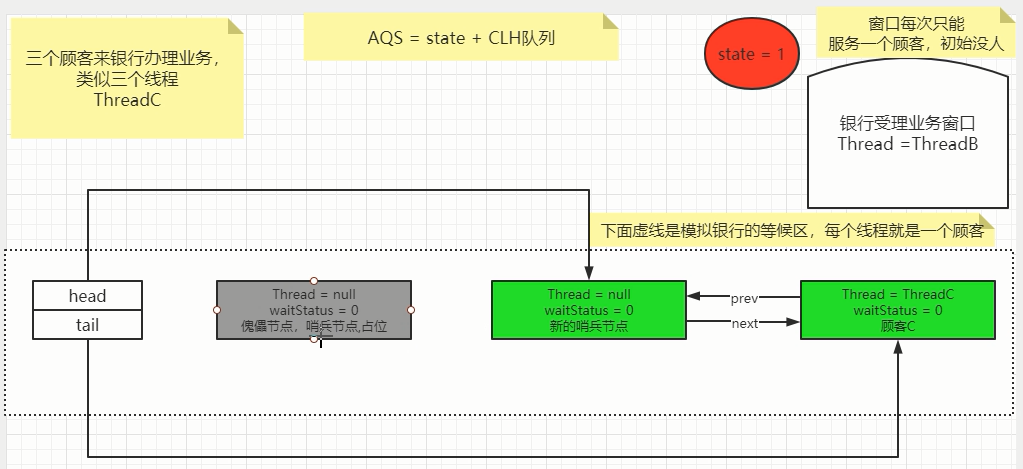 三个顾客来银行办理业务，
类似三个线程
ThreadC
AQS = state + CLH队列
state = 1
窗口每次只能
服务一个顾客，初始没人
银行受理业务窗口
Thread =ThreadB
下面虚线是模拟银行的等候区，每个线程就是一个顾客
head
tail
Thread = null
waitStatus = 0
傀儡节点，哨兵节点,占位
Thread = null
waitStatus = 0
新的哨兵节点
prev
next
Thread = ThreadC
waitStatus = 0
顾客C